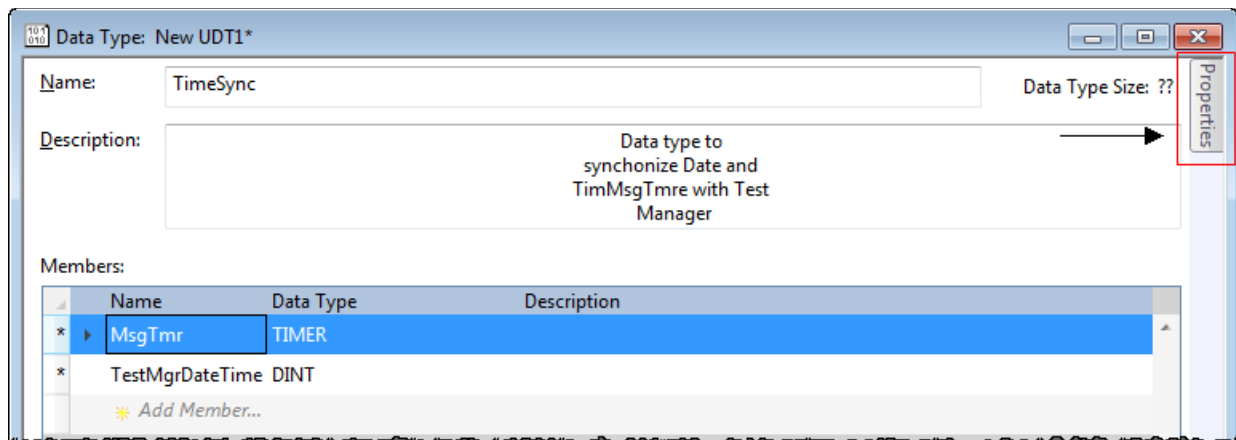 Data Type: New UDT1*
Name: TimeSync Data Type Size: ??
Properties
Description: Data type to
synchonize Date and
TimMsgTmre with Test
Manager
Members:
Name Data Type Description
* MsgTmr TIMER
* TestMgrDateTime DINT
Add Member...